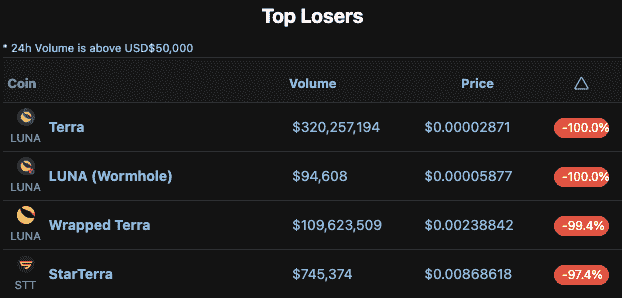 Top Losers
* 24h Volume is above USD$50,000
Coin Volume Price △
LUNA Terra $320,257,194 $0.00002871 -100.0%
LUNA LUNA (Wormhole) $94,608 $0.00005877 -100.0%
LUNA Wrapped Terra $109,623,509 $0.00238842 -99.4%
STT StarTerra $745,374 $0.00868618 -97.4%